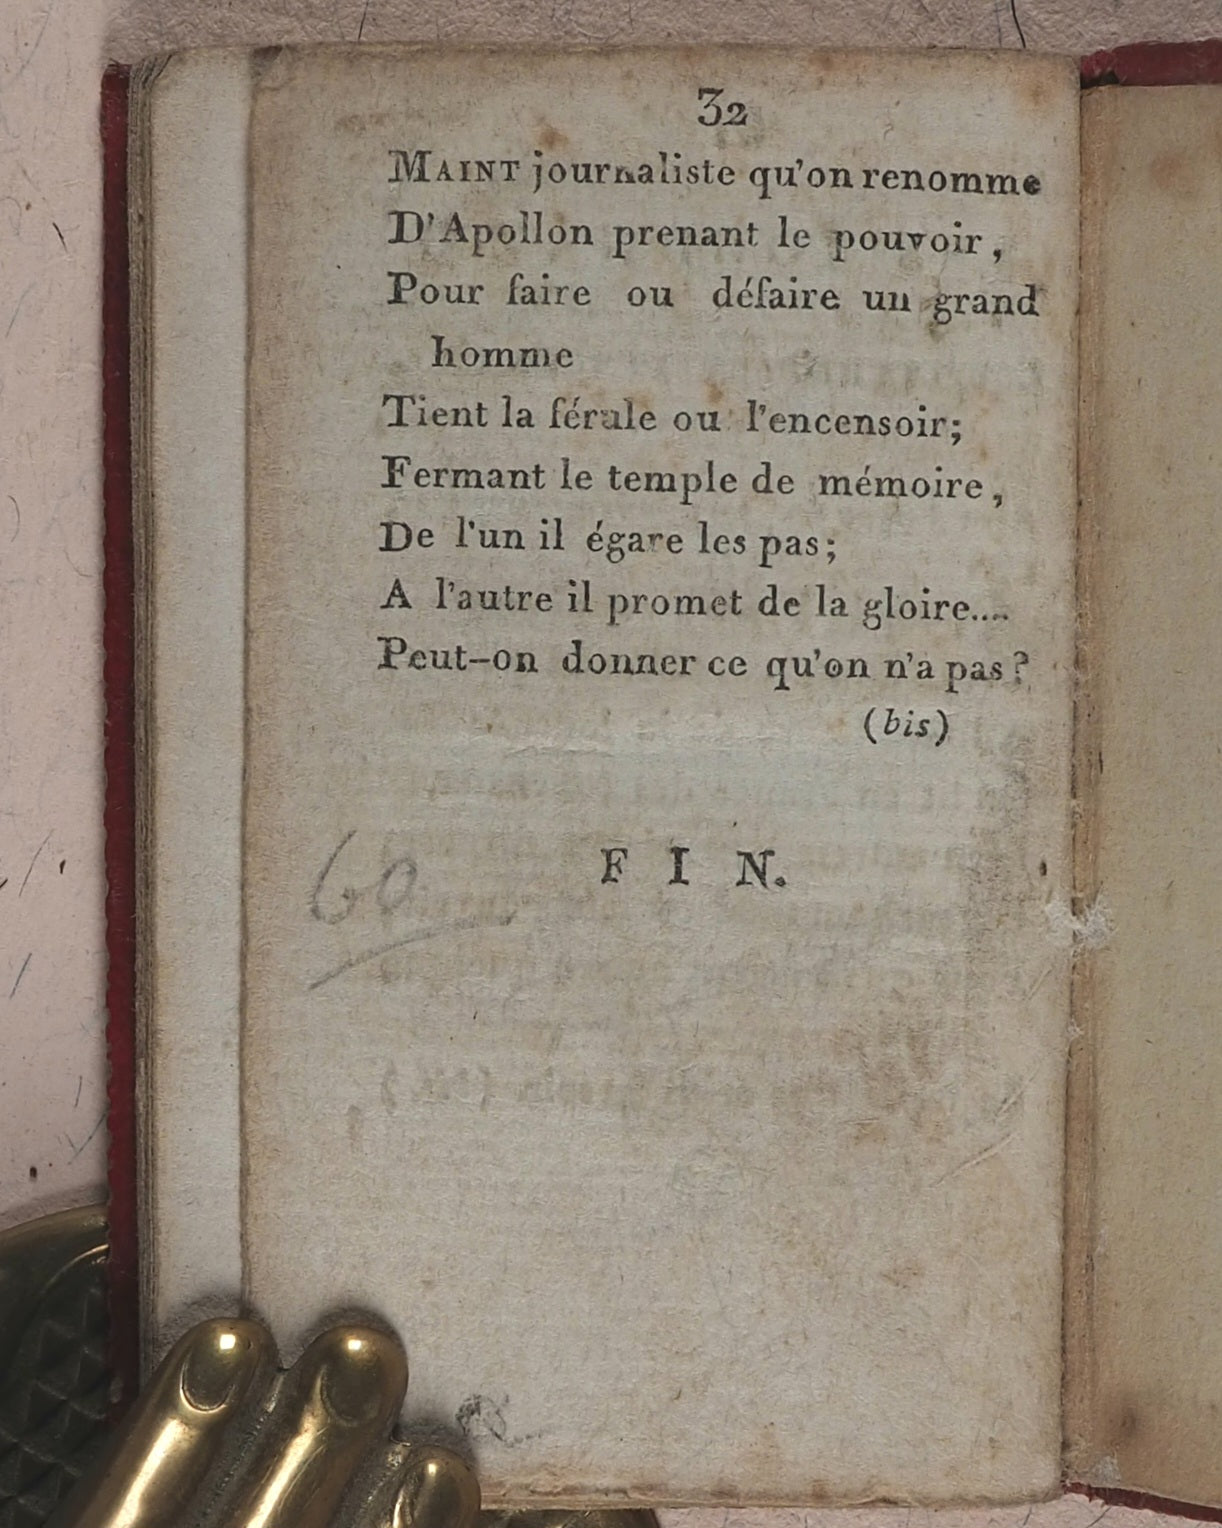 32
MAINT journaliste qu'on renomme
D'Apollon prenant le pouvoir,
Pour faire ou défaire un grand
homme
Tient la férule ou l'encensoir;
Fermant le temple de mémoire,
De l'un il égare les pas;
A l'autre il promet de la gloire....
Peut-on donner ce qu'on n'a pas?
(bis)
F I N.
60